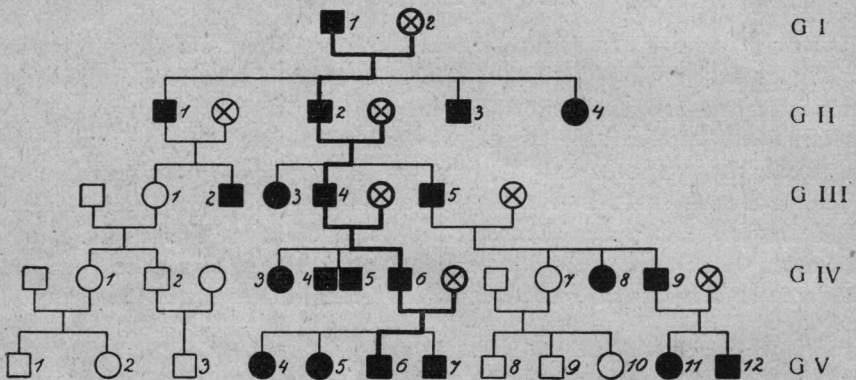 1 2 G I
1 2 3 4 G II
1 2 3 4 5 G III
1 2 3 4 5 6 7 8 9 G IV
1 2 3 4 5 6 7 8 9 10 11 12 G V